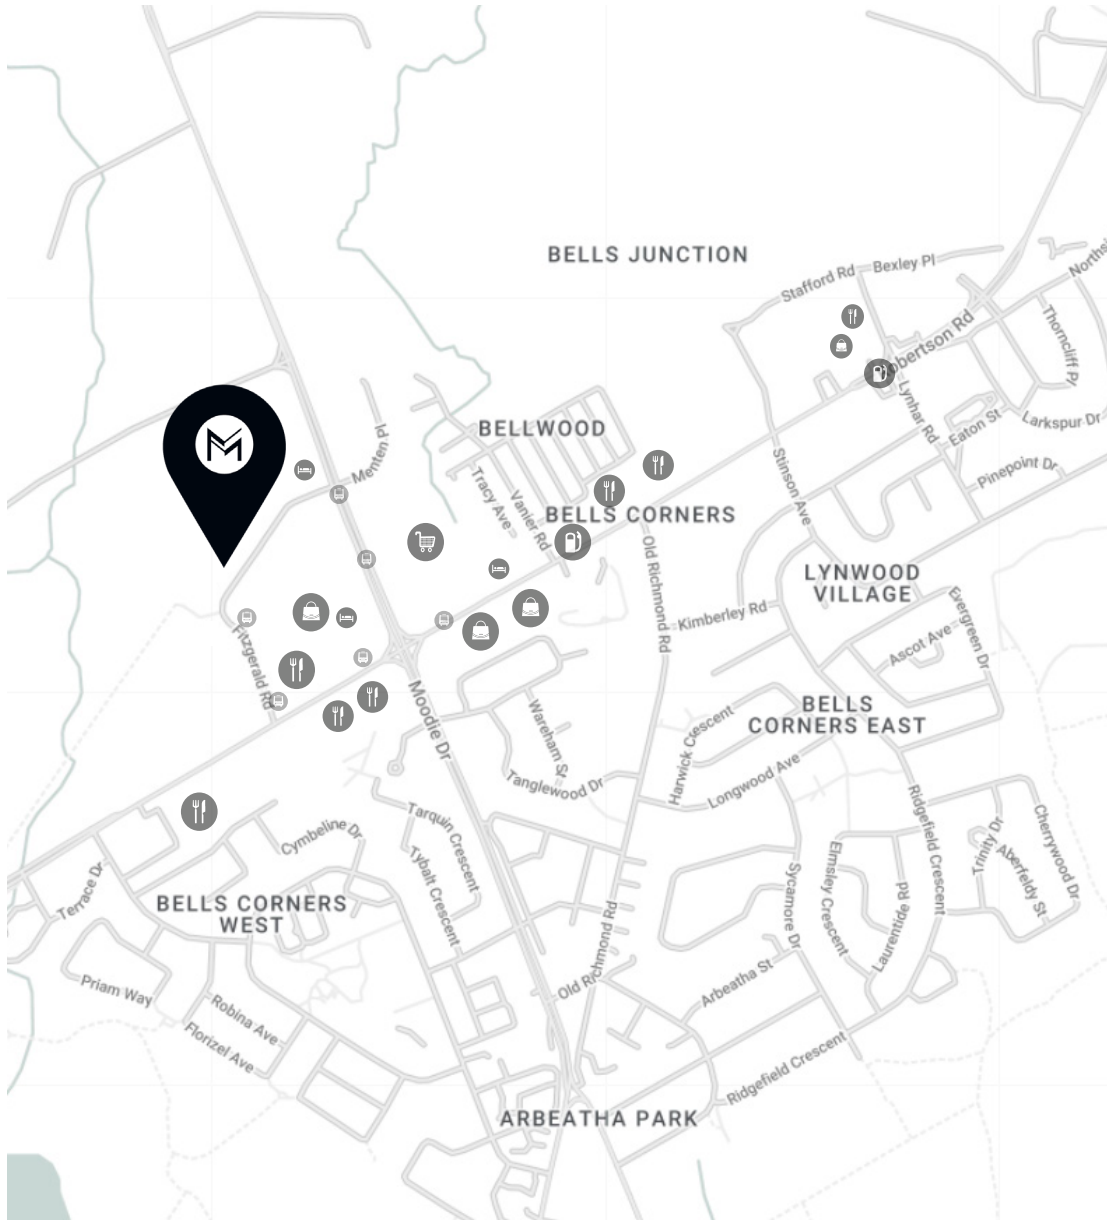 BELLS JUNCTION
Stafford Rd
Bexley Pl
Robertson Rd
Thorncliff Pl
Lynhar Rd
Eaton St
Larkspur Dr
Pinepoint Dr
Menten Pl
BELLWOOD
Tracy Ave
Vanier Rd
BELLS CORNERS
Stinson Ave
Old Richmond Rd
LYNWOOD
VILLAGE
Kimberley Rd
Evergreen Dr
Ascot Ave
Fitzgerald Rd
Moodie Dr
Wareham St
Tanglewood Dr
Harwick Crescent
BELLS
CORNERS EAST
Longwood Ave
Ridgefield Crescent
Tarquin Crescent
Cymbeline Dr
Tybalt Crescent
Terrace Dr
BELLS CORNERS
WEST
Sycamore Dr
Elmsley Crescent
Laurentide Rd
Trinity Dr
Aberfeldy St
Cherrywood Dr
Old Richmond Rd
Arbeatha St
Priam Way
Robina Ave
Florizel Ave
Ridgefield Crescent
ARBEATHA PARK